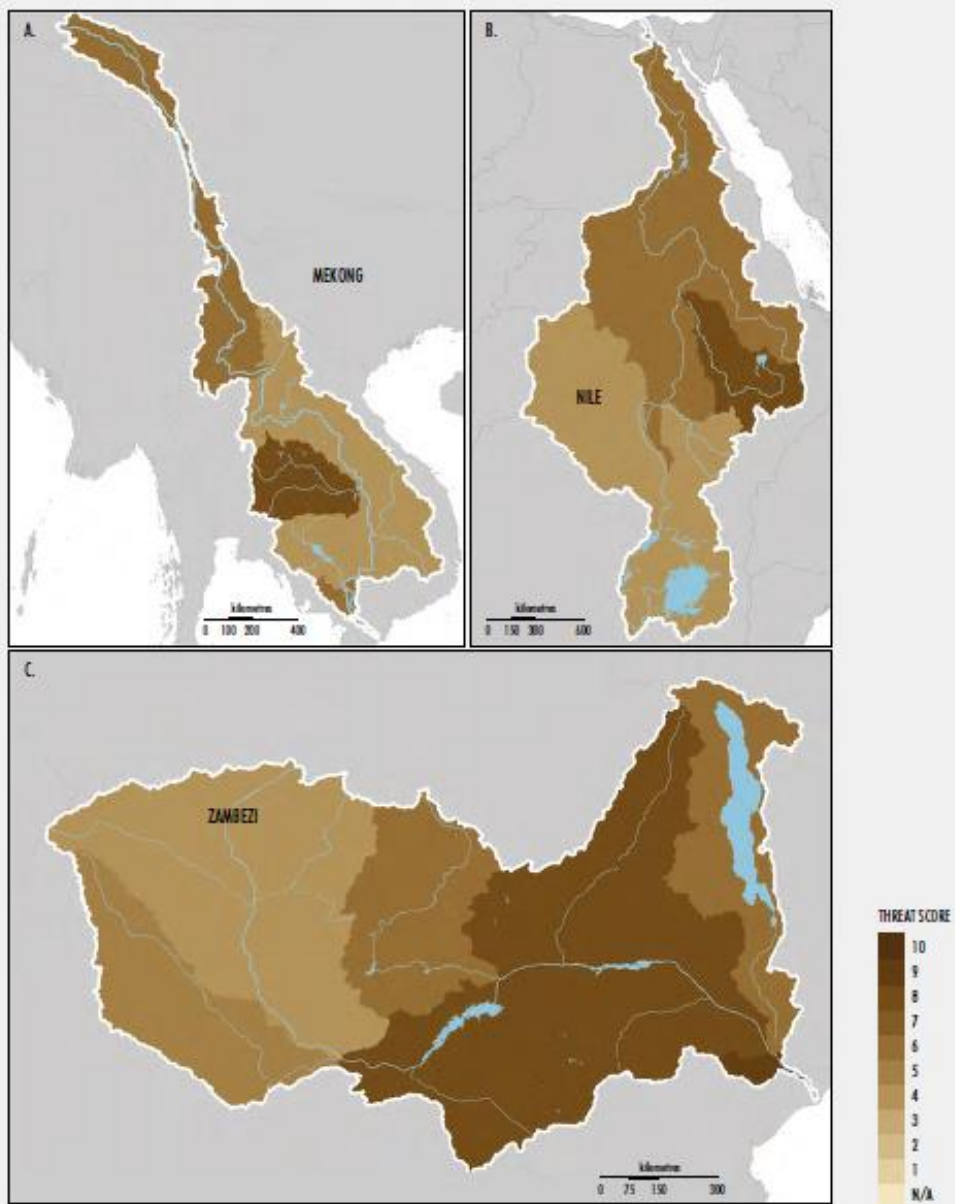 A.
MEKONG
kilometres
0 100 200 400
B.
NILE
kilometres
0 150 300 600
C.
ZAMBEZI
kilometres
0 75 150 300
THREAT SCORE
10
9
8
7
6
5
4
3
2
1
N/A